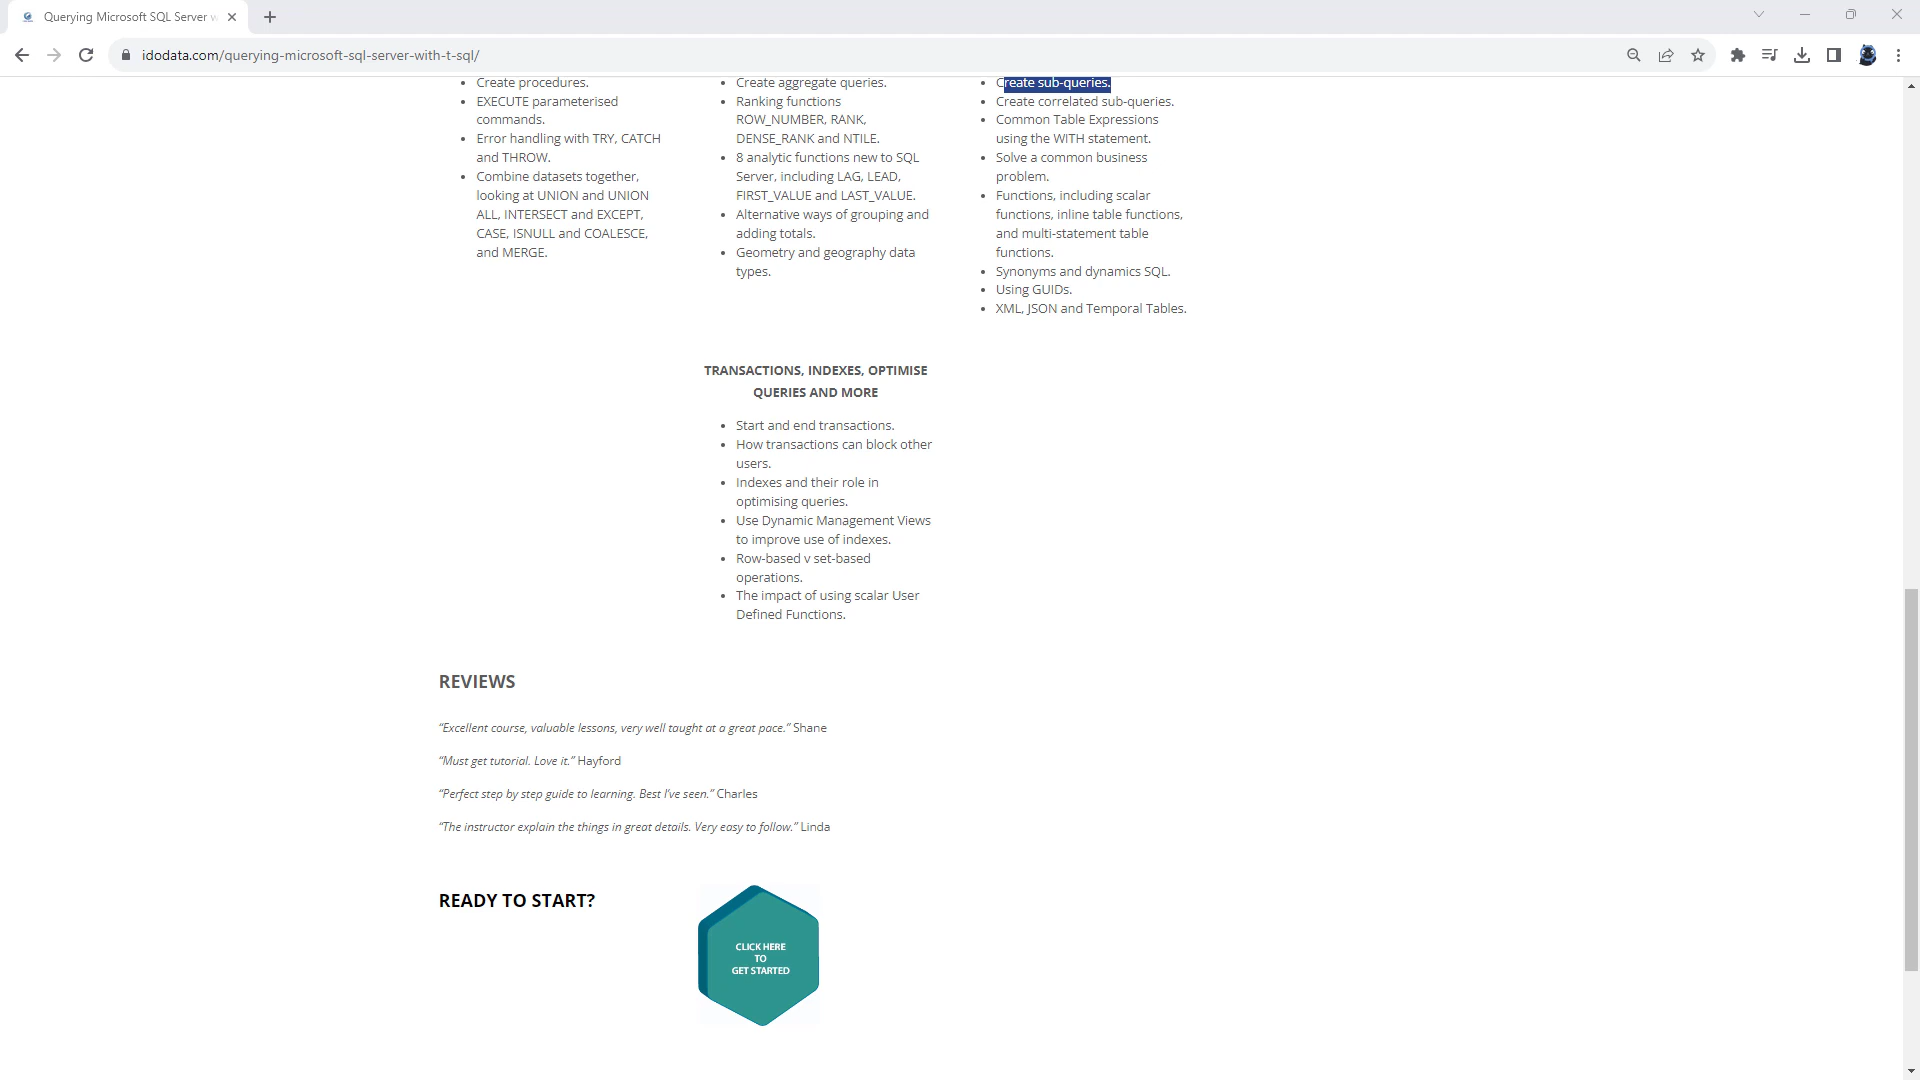 Querying Microsoft SQL Server w
idodata.com/querying-microsoft-sql-server-with-t-sql/
Create procedures.
EXECUTE parameterised
commands.
Error handling with TRY, CATCH
and THROW.
Combine datasets together,
looking at UNION and UNION
ALL, INTERSECT and EXCEPT,
CASE, ISNULL and COALESCE,
and MERGE.
Create aggregate queries.
Ranking functions
ROW_NUMBER, RANK,
DENSE_RANK and NTILE.
8 analytic functions new to SQL
Server, including LAG, LEAD,
FIRST_VALUE and LAST_VALUE.
Alternative ways of grouping and
adding totals.
Geometry and geography data
types.
Create sub-queries.
Create correlated sub-queries.
Common Table Expressions
using the WITH statement.
Solve a common business
problem.
Functions, including scalar
functions, inline table functions,
and multi-statement table
functions.
Synonyms and dynamics SQL.
Using GUIDs.
XML, JSON and Temporal Tables.
TRANSACTIONS, INDEXES, OPTIMISE
QUERIES AND MORE
Start and end transactions.
How transactions can block other
users.
Indexes and their role in
optimising queries.
Use Dynamic Management Views
to improve use of indexes.
Row-based v set-based
operations.
The impact of using scalar User
Defined Functions.
REVIEWS
“Excellent course, valuable lessons, very well taught at a great pace.” Shane
“Must get tutorial. Love it.” Hayford
“Perfect step by step guide to learning. Best I’ve seen.” Charles
“The instructor explain the things in great details. Very easy to follow.” Linda
READY TO START?
CLICK HERE
TO
GET STARTED